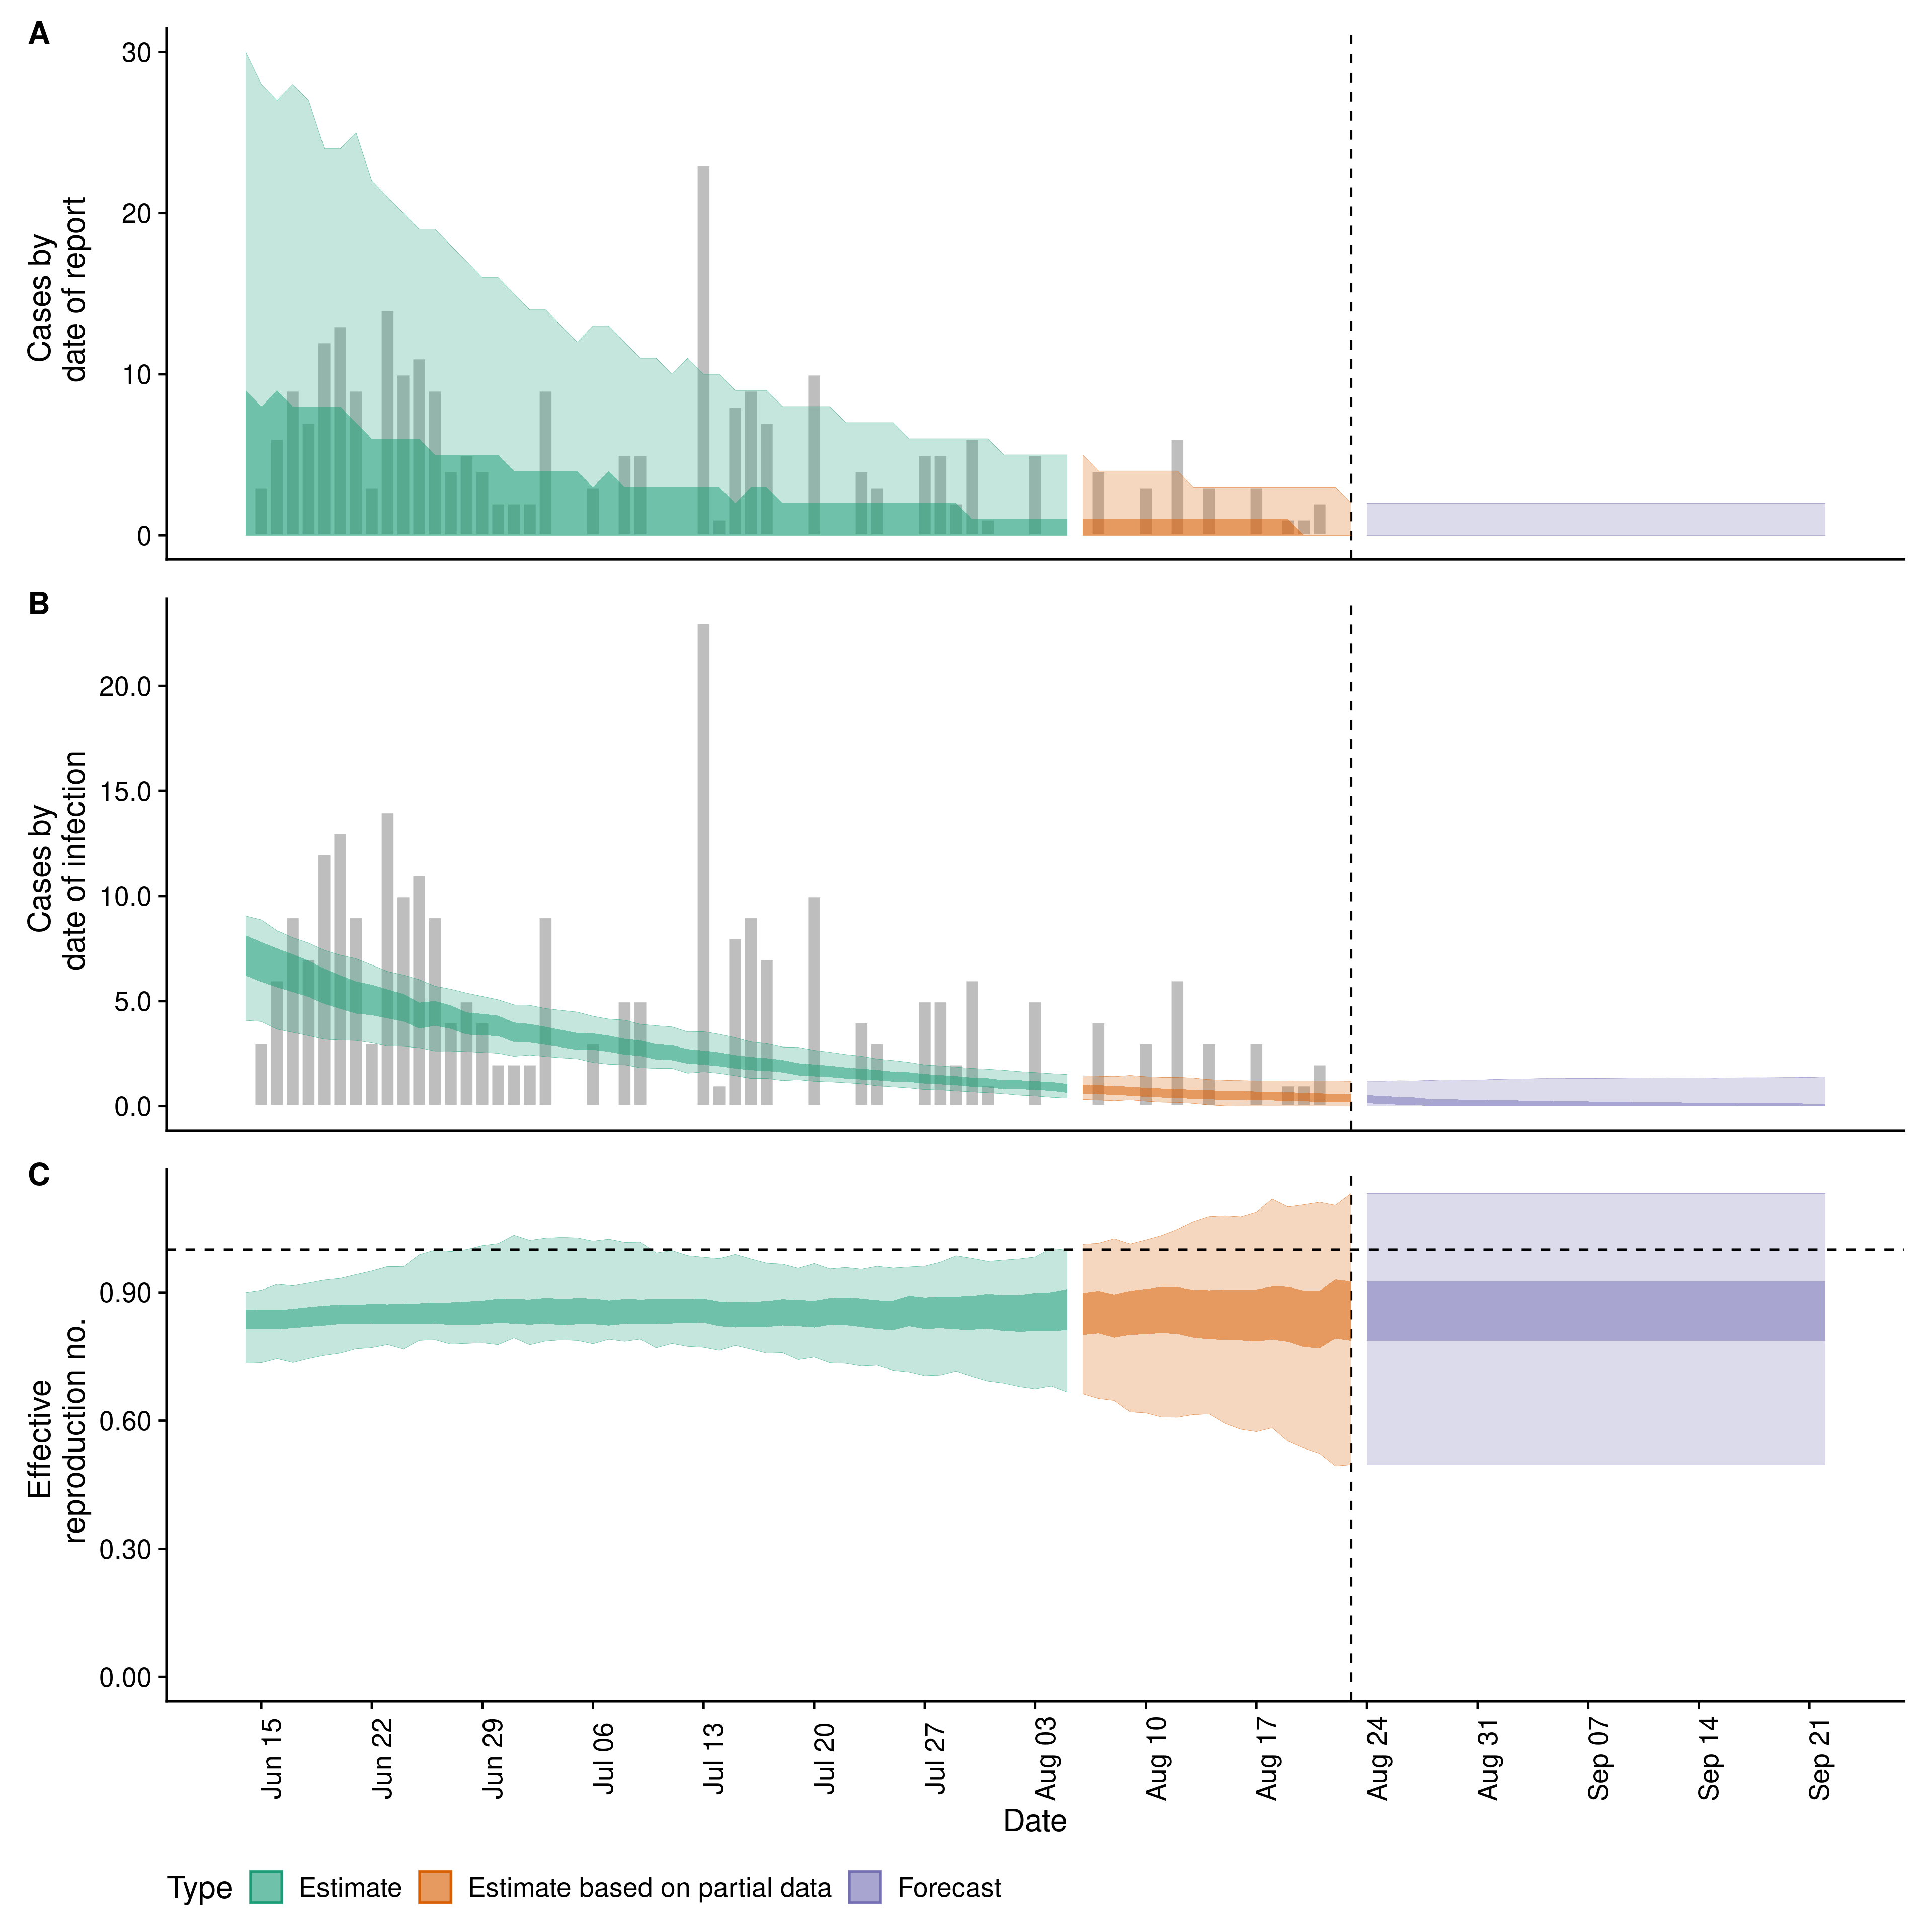 A
30
20
10
0
Cases by
date of report
B
20.0
15.0
10.0
5.0
0.0
Cases by
date of infection
C
0.90
0.60
0.30
0.00
Effective
reproduction no.
Jun 15
Jun 22
Jun 29
Jul 06
Jul 13
Jul 20
Jul 27
Aug 03
Aug 10
Aug 17
Aug 24
Aug 31
Sep 07
Sep 14
Sep 21
Date
Type Estimate Estimate based on partial data Forecast